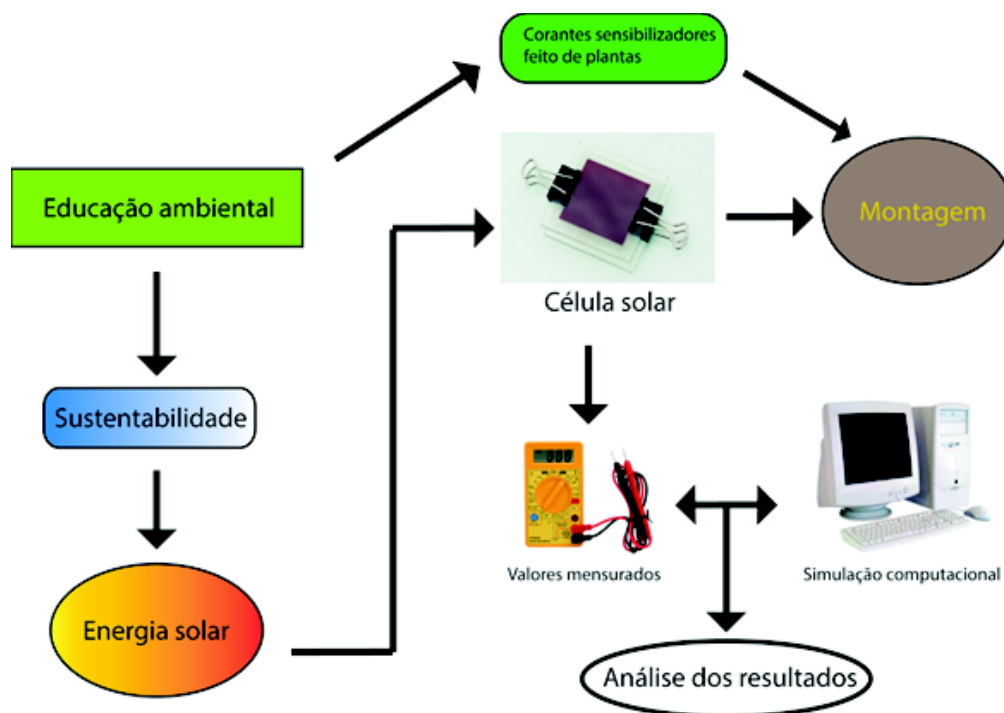 Corantes sensibilizadores
feito de plantas
Educação ambiental
Montagem
Célula solar
Sustentabilidade
Valores mensurados
Simulação computacional
Energia solar
Análise dos resultados